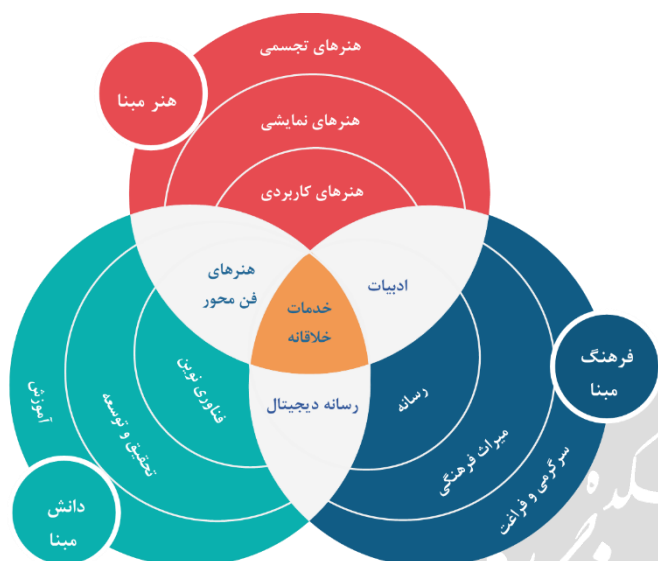 هنرهای تجسمی
هنر مبنا
هنرهای نمایشی
هنرهای کاربردی
هنرهای
فن محور
ادبیات
خدمات
خلاقانه
فرهنگ
مبنا
رسانه
میراث فرهنگی
سرگرمی و فراغت
رسانه دیجیتال
فناوری نوین
تحقیق و توسعه
آموزش
دانش
مبنا